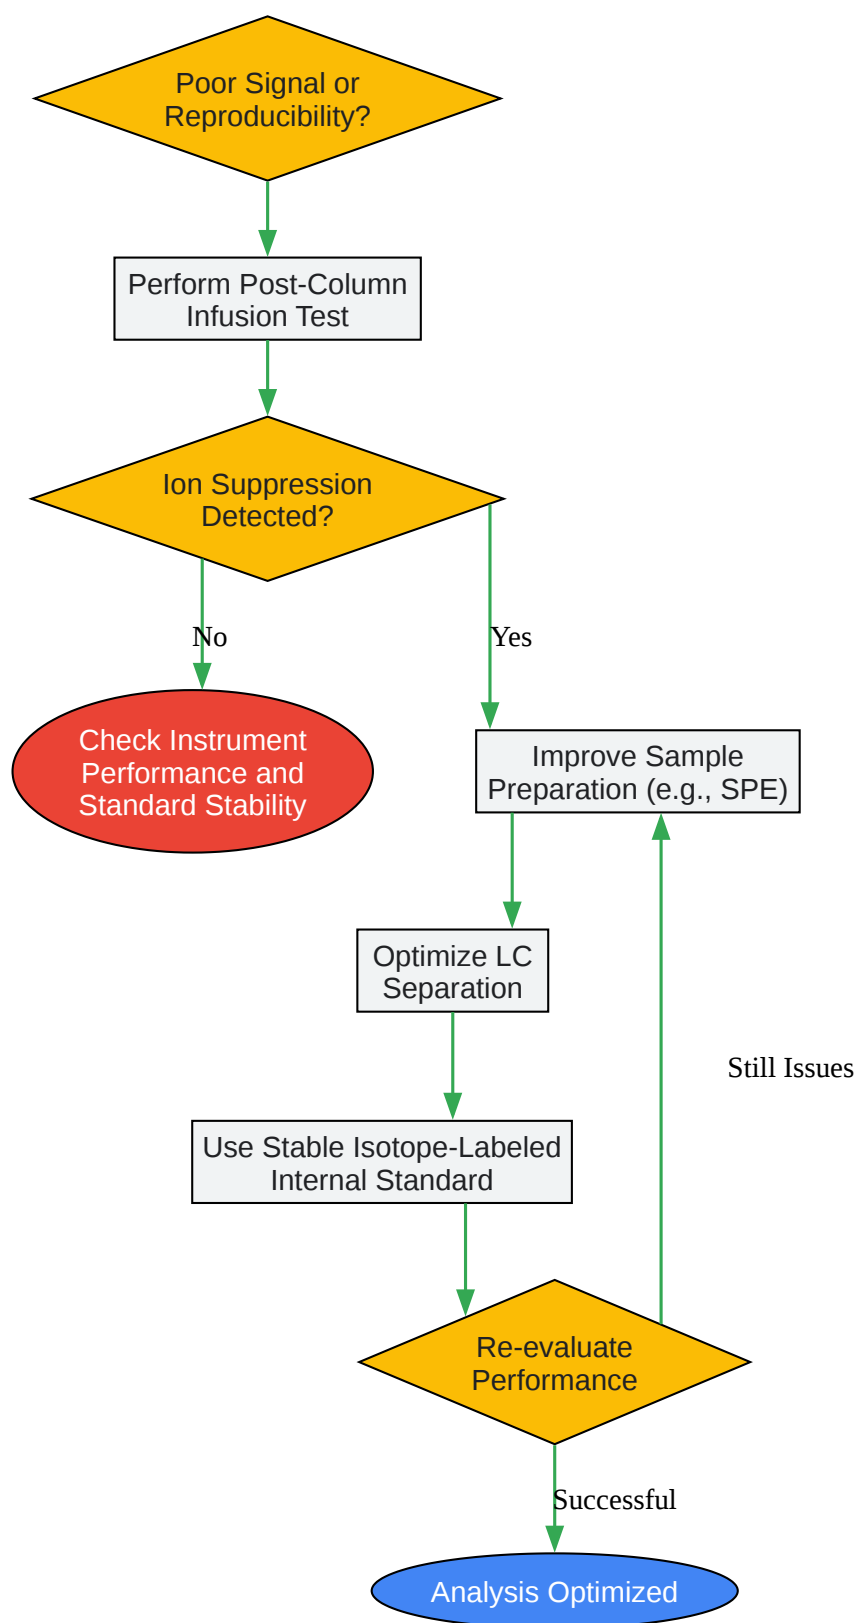 Poor Signal or
Reproducibility?
Perform Post-Column
Infusion Test
Ion Suppression
Detected?
No
Yes
Check Instrument
Performance and
Standard Stability
Improve Sample
Preparation (e.g., SPE)
Optimize LC
Separation
Still Issues
Use Stable Isotope-Labeled
Internal Standard
Re-evaluate
Performance
Successful
Analysis Optimized